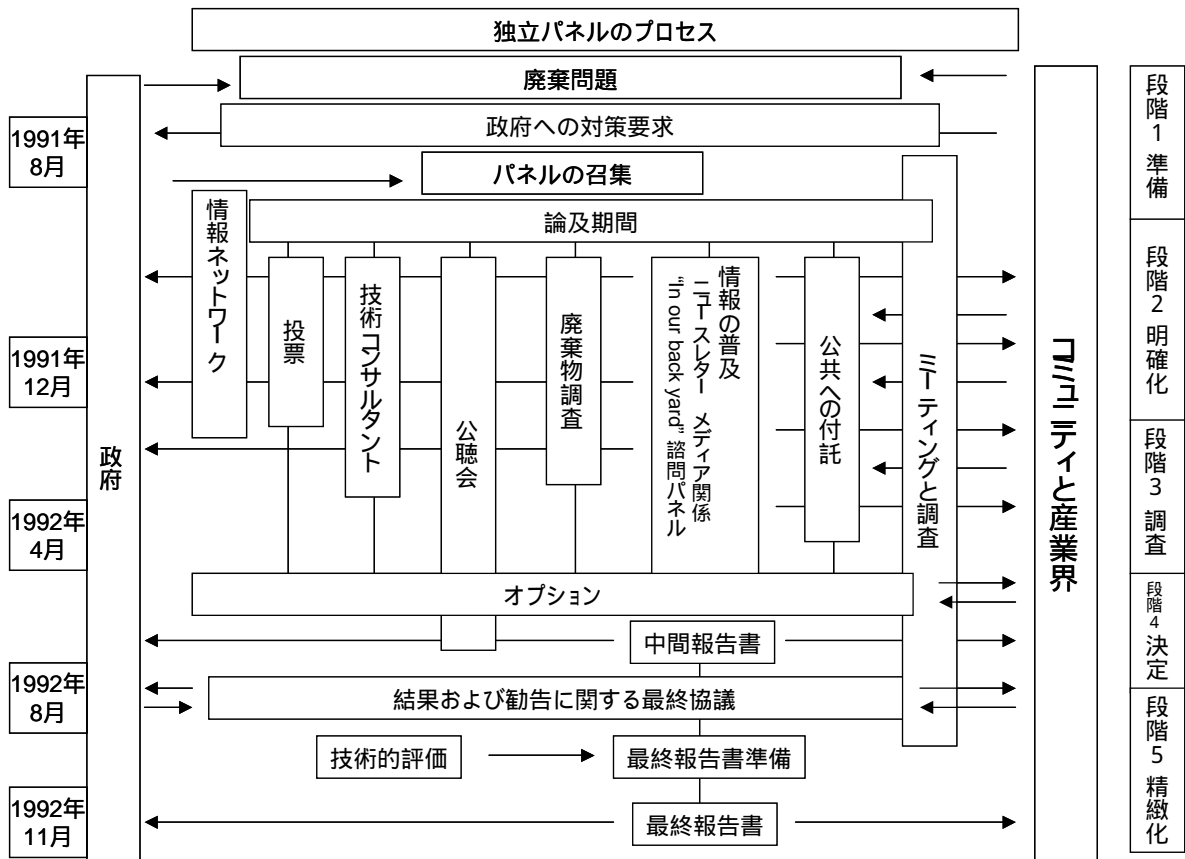 独立パネルのプロセス
廃棄問題
政府への対策要求
パネルの召集
論及期間
1991年
8月
1991年
12月
1992年
4月
1992年
8月
1992年
11月
政府
情報ネットワーク
投票
技術コンサルタント
公聴会
廃棄物調査
情報の普及
ニュースレター メディア関係
"In our back yard" 諮問パネル
公共への付託
ミーティングと調査
コミュニティと産業界
オプション
中間報告書
結果および勧告に関する最終協議
技術的評価
最終報告書準備
最終報告書
段階1 準備
段階2 明確化
段階3 調査
段階4 決定
段階5 精緻化